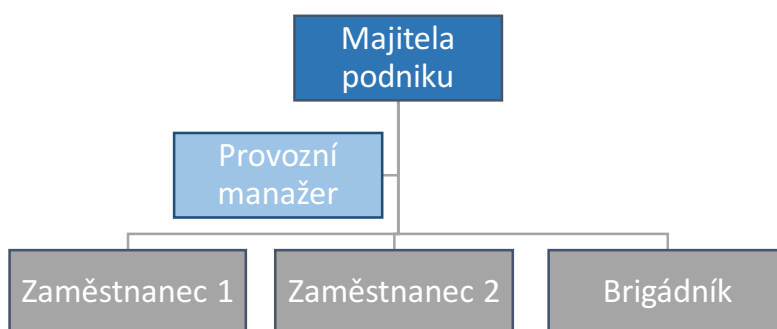 Majitela
podniku
Provozní
manažer
Zaměstnanec 1
Zaměstnanec 2
Brigádník